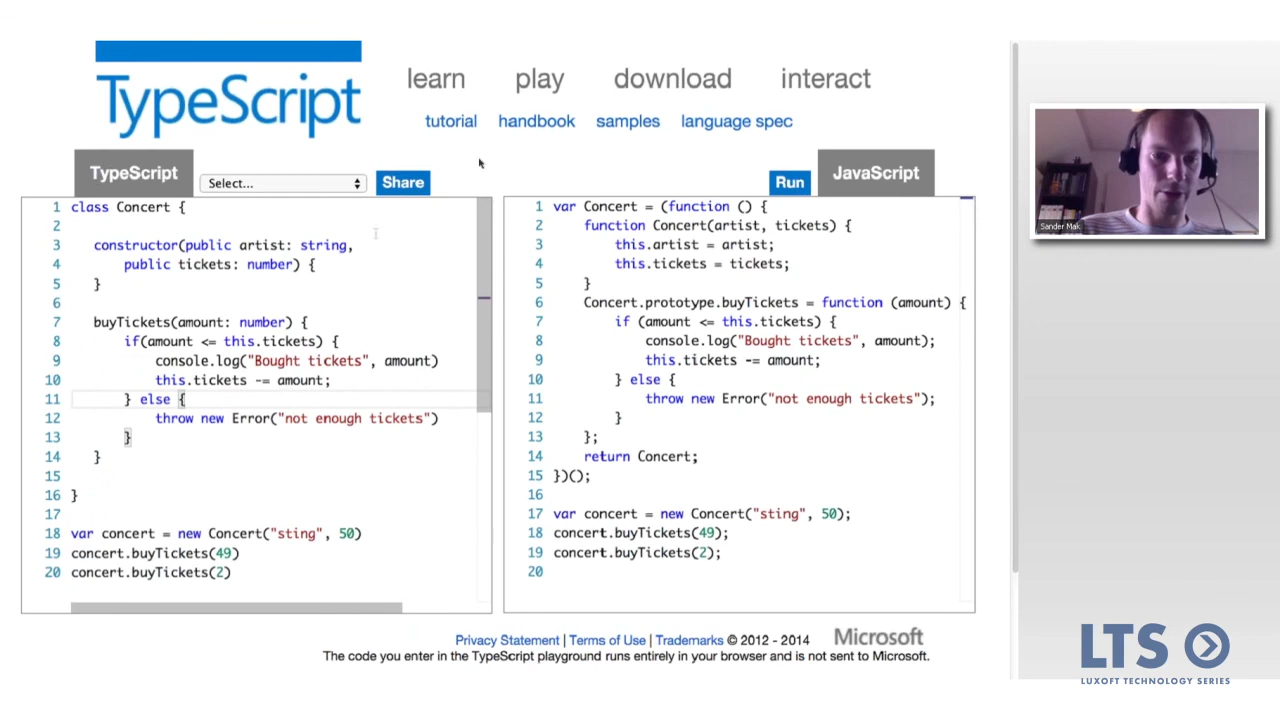 TypeScript
learn play download interact
tutorial handbook samples language spec
TypeScript Select... Share
Run JavaScript
1 class Concert {
2
3 constructor(public artist: string,
4 public tickets: number) {
5 }
6
7 buyTickets(amount: number) {
8 if(amount <= this.tickets) {
9 console.log("Bought tickets", amount)
10 this.tickets -= amount;
11 } else {
12 throw new Error("not enough tickets")
13 }
14 }
15
16 }
17
18 var concert = new Concert("sting", 50)
19 concert.buyTickets(49)
20 concert.buyTickets(2)
1 var Concert = (function () {
2 function Concert(artist, tickets) {
3 this.artist = artist;
4 this.tickets = tickets;
5 }
6 Concert.prototype.buyTickets = function (amount) {
7 if (amount <= this.tickets) {
8 console.log("Bought tickets", amount);
9 this.tickets -= amount;
10 } else {
11 throw new Error("not enough tickets");
12 }
13 };
14 return Concert;
15 })();
16
17 var concert = new Concert("sting", 50);
18 concert.buyTickets(49);
19 concert.buyTickets(2);
20
Privacy Statement | Terms of Use | Trademarks © 2012 - 2014 Microsoft
The code you enter in the TypeScript playground runs entirely in your browser and is not sent to Microsoft.
Sander Mak
LTS
LUXOFT TECHNOLOGY SERIES